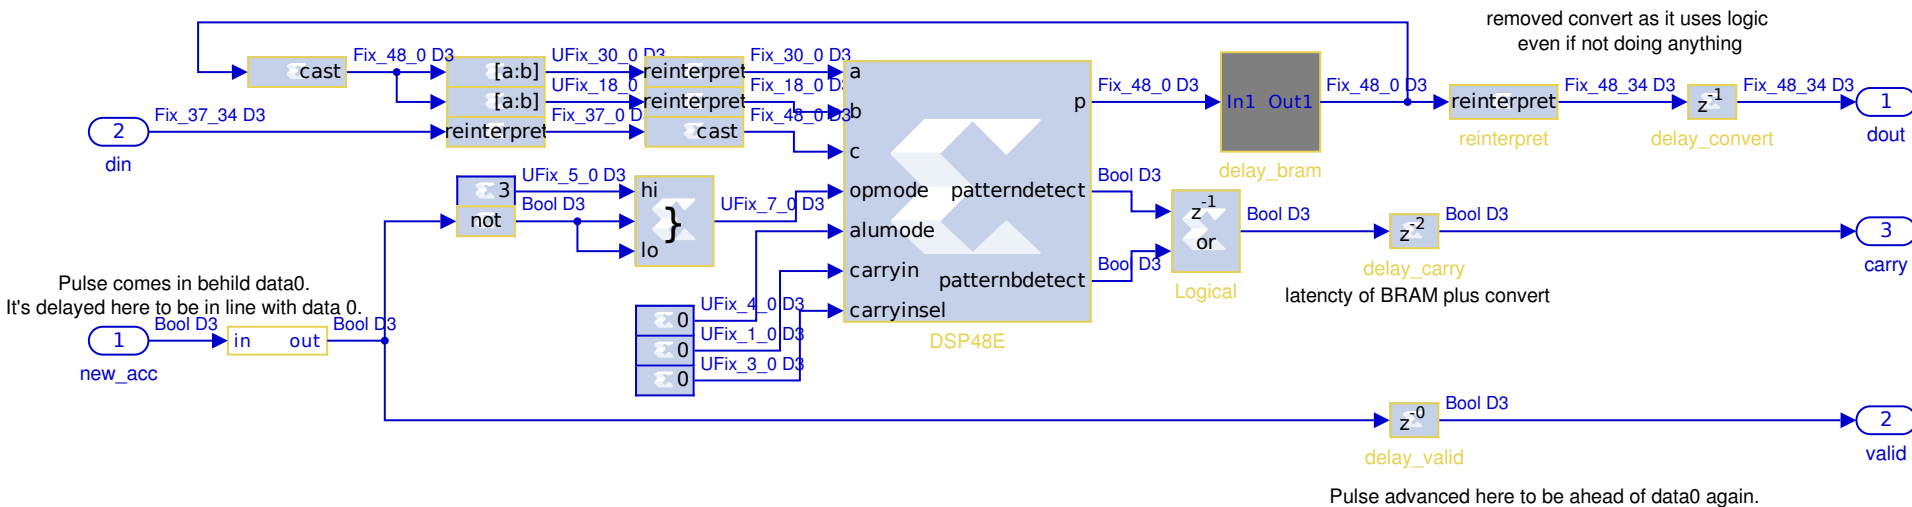 removed convert as it uses logic
even if not doing anything
cast
Fix_48_0 D3
[a:b]
UFix_30_0 D3
reinterpret
Fix_30_0 D3
[a:b]
UFix_18_0
reinterpret
Fix_18_0 D3
Fix_37_34 D3
reinterpret
Fix_37_0 D3
cast
Fix_48_0 D3
2
din
a
b
c
opmode
alumode
carryin
carryinsel
p
patterndetect
patternbdetect
DSP48E
Fix_48_0 D3
In1 Out1
delay_bram
Fix_48_0 D3
reinterpret
reinterpret
Fix_48_34 D3
z-1
delay_convert
Fix_48_34 D3
1
dout
3
UFix_5_0 D3
not
Bool D3
hi
}
lo
UFix_7_0 D3
Bool D3
Bool D3
z-1
or
Logical
Bool D3
z-2
delay_carry
Bool D3
3
carry
latencty of BRAM plus convert
Pulse comes in behild data0.
It's delayed here to be in line with data 0.
Bool D3
in out
Bool D3
1
new_acc
0
UFix_4_0 D3
0
UFix_1_0 D3
0
UFix_3_0 D3
z-0
delay_valid
Bool D3
2
valid
Pulse advanced here to be ahead of data0 again.